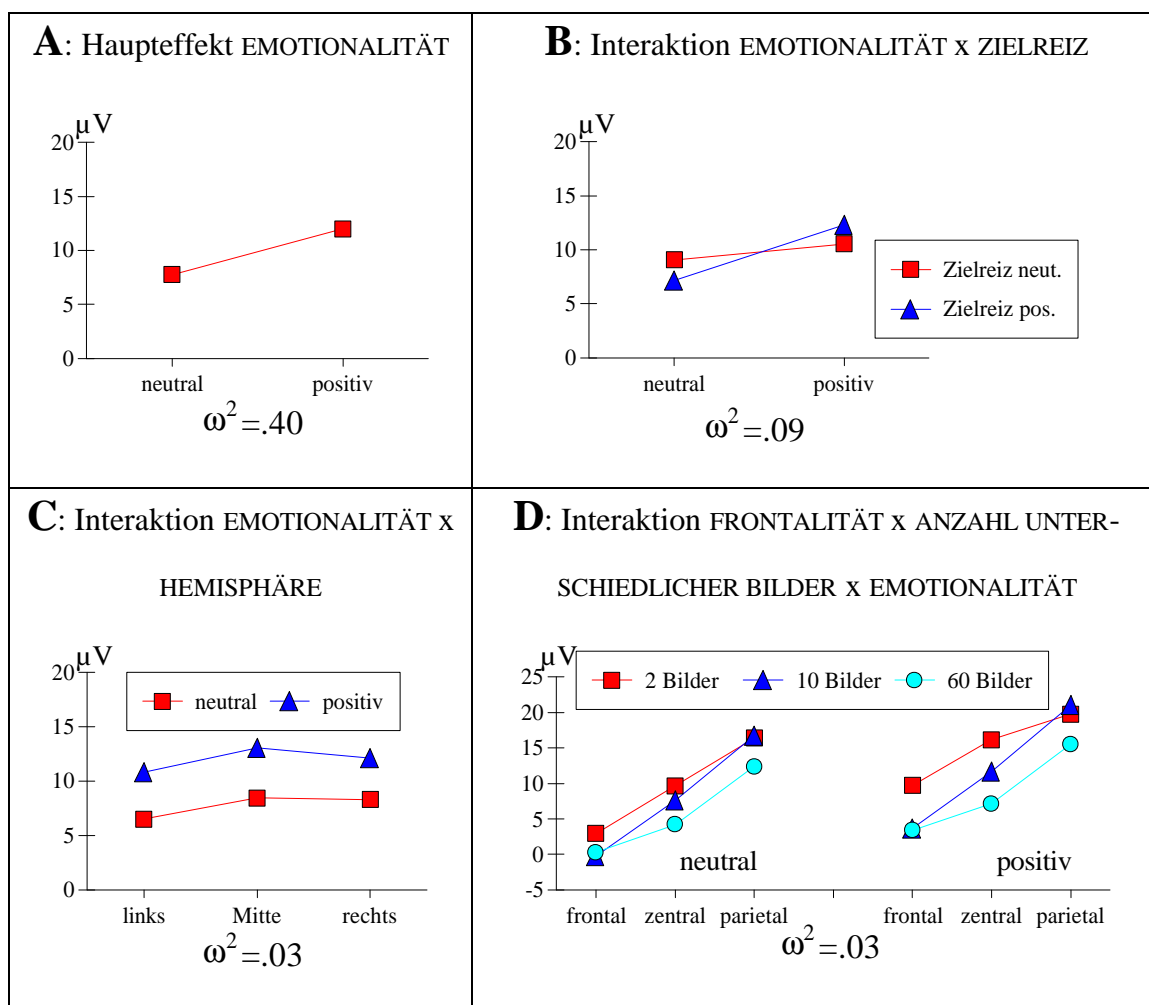 A: Haupteffekt EMOTIONALITÄT
µV
20
15
10
5
0
neutral positiv
ω² =.40
B: Interaktion EMOTIONALITÄT x ZIELREIZ
µV
20
15
10
5
0
neutral positiv
Zielreiz neut.
Zielreiz pos.
ω² =.09
C: Interaktion EMOTIONALITÄT x
HEMISPHÄRE
µV
20
15
10
5
0
neutral positiv
links Mitte rechts
ω² =.03
D: Interaktion FRONTALITÄT x ANZAHL UNTER-
SCHIEDLICHER BILDER x EMOTIONALITÄT
µV
25
20
15
10
5
0
-5
2 Bilder 10 Bilder 60 Bilder
neutral positiv
frontal zentral parietal frontal zentral parietal
ω² =.03